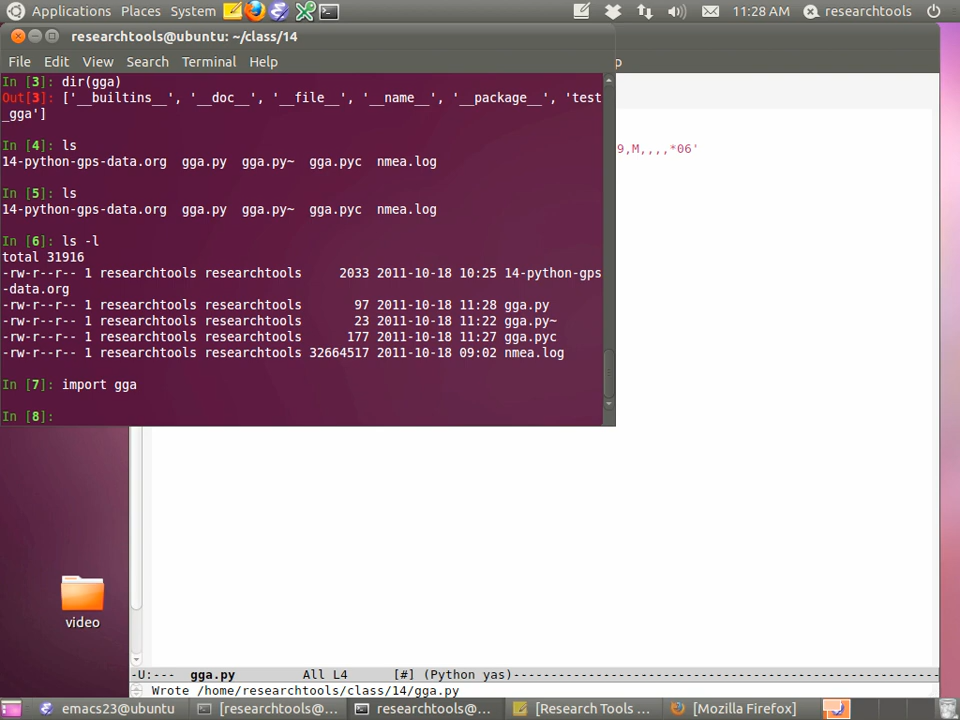 Applications Places System 11:28 AM researchtools
researchtools@ubuntu: ~/class/14
File Edit View Search Terminal Help
In [3]: dir(gga)
Out[3]: ['__builtins__', '__doc__', '__file__', '__name__', '__package__', 'test
_gga']
9,M,,,,*06'
In [4]: ls
14-python-gps-data.org gga.py gga.py~ gga.pyc nmea.log
In [5]: ls
14-python-gps-data.org gga.py gga.py~ gga.pyc nmea.log
In [6]: ls -l
total 31916
-rw-r--r-- 1 researchtools researchtools 2033 2011-10-18 10:25 14-python-gps
-data.org
-rw-r--r-- 1 researchtools researchtools 97 2011-10-18 11:28 gga.py
-rw-r--r-- 1 researchtools researchtools 23 2011-10-18 11:22 gga.py~
-rw-r--r-- 1 researchtools researchtools 177 2011-10-18 11:27 gga.pyc
-rw-r--r-- 1 researchtools researchtools 32664517 2011-10-18 09:02 nmea.log
In [7]: import gga
In [8]:
video
-U:--- gga.py All L4 [#] (Python yas)--------------------------------------------------------
Wrote /home/researchtools/class/14/gga.py
emacs23@ubuntu [researchtools@... researchtools@... [Research Tools ... [Mozilla Firefox]